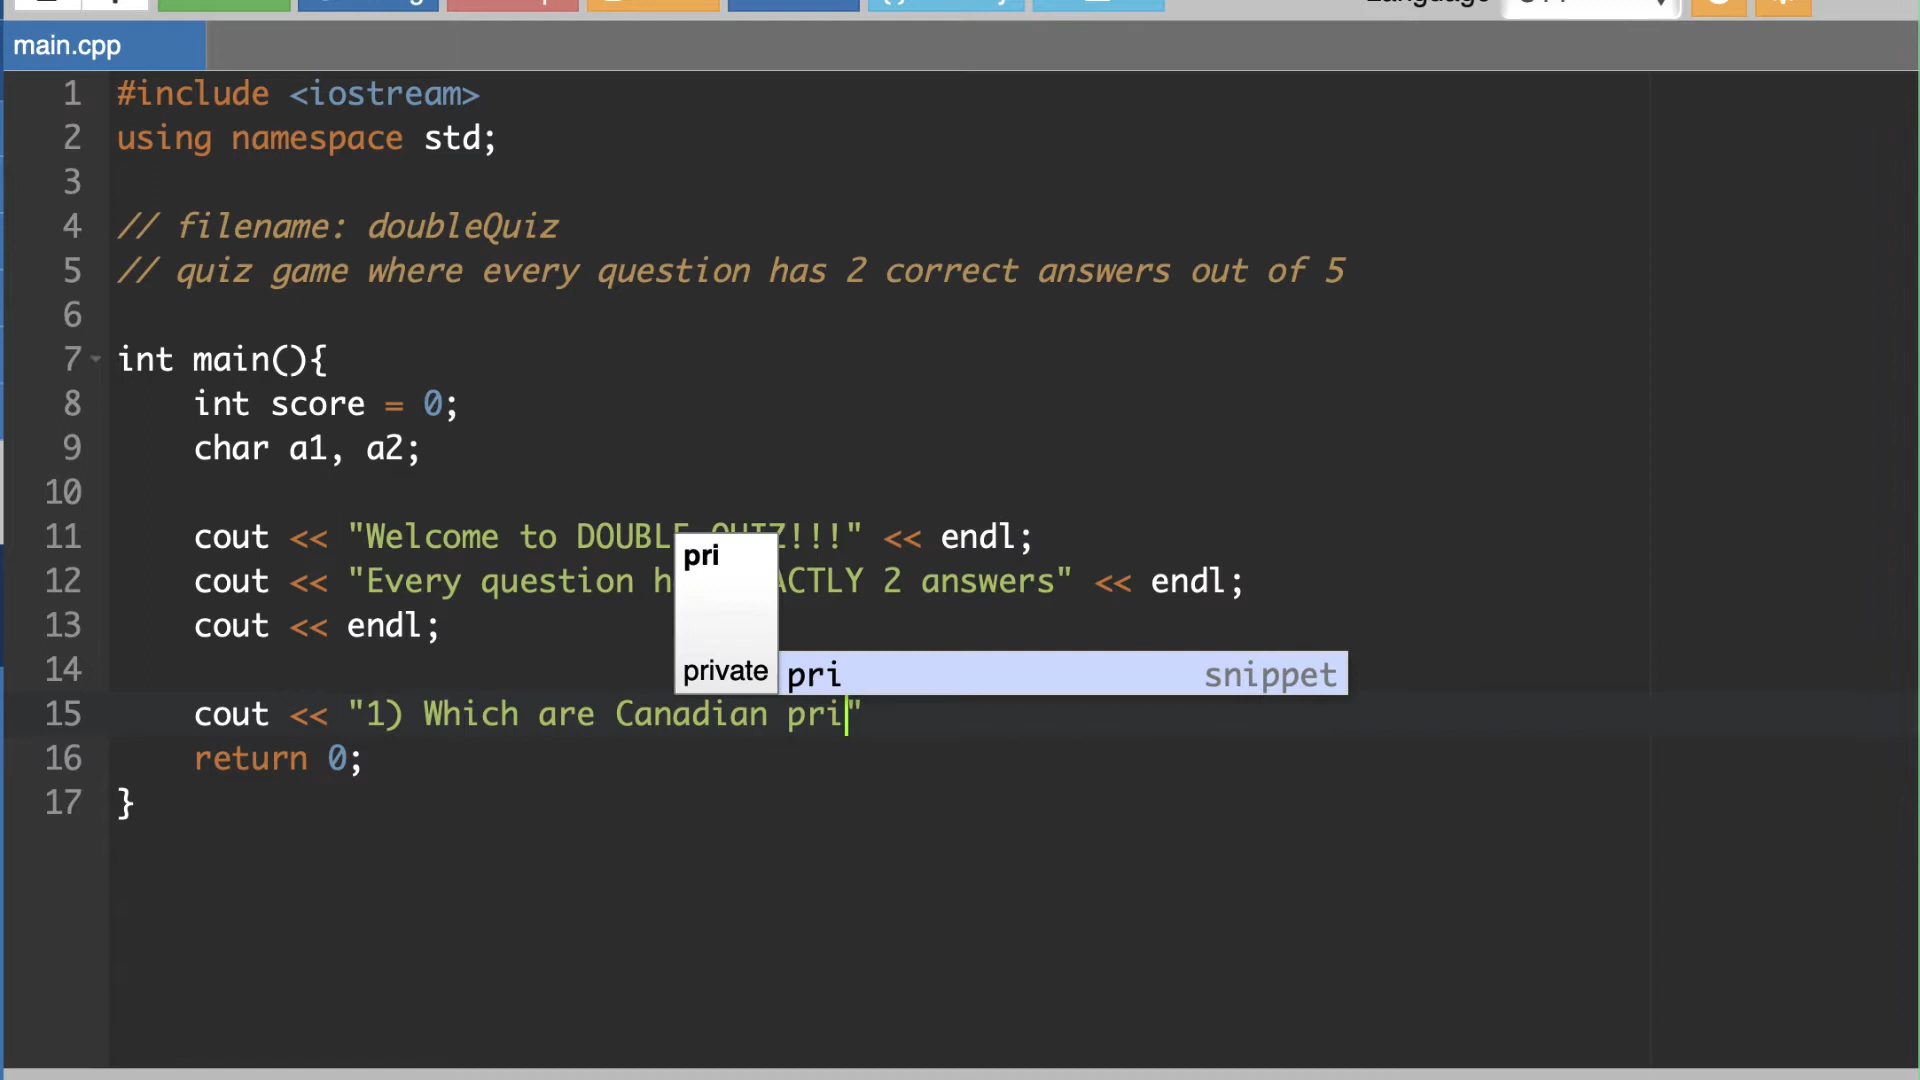 main.cpp
1 #include <iostream>
2 using namespace std;
3
4 // filename: doubleQuiz
5 // quiz game where every question has 2 correct answers out of 5
6
7 int main(){
8 int score = 0;
9 char a1, a2;
10
11 cout << "Welcome to DOUBLE QUIZ!!!" << endl;
12 cout << "Every question h ACTLY 2 answers" << endl;
13 cout << endl;
14
15 cout << "1) Which are Canadian pri"
16 return 0;
17 }
pri
private
pri snippet